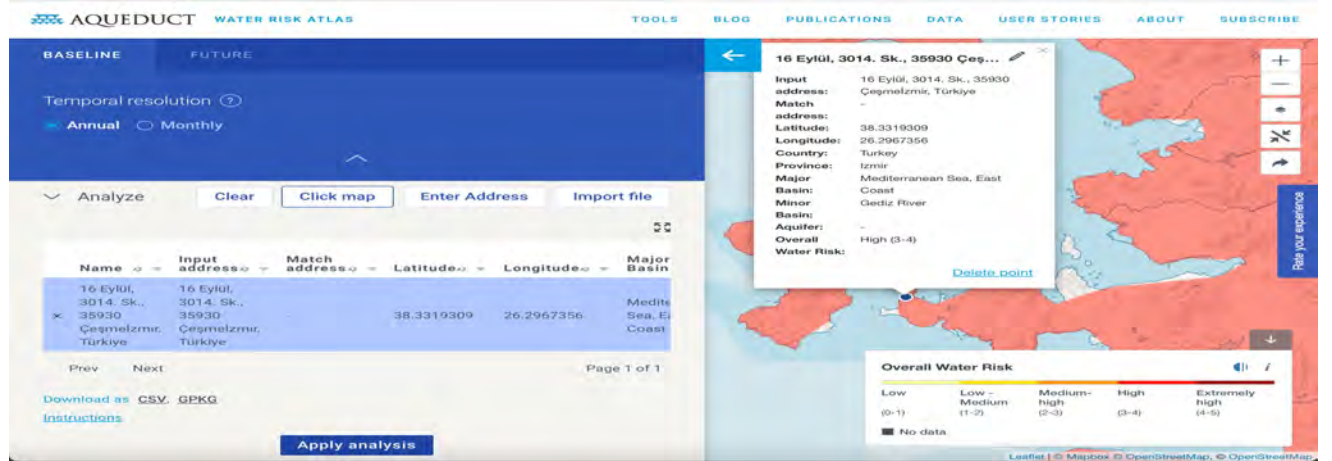 AQUEDUCT WATER RISK ATLAS
TOOLS BLOG PUBLICATIONS DATA USER STORIES ABOUT SUBSCRIBE
BASELINE FUTURE
Temporal resolution ?
Annual Monthly
Analyze Clear Click map Enter Address Import file
Name Input address Match address Latitude Longitude Major Basin
16 Eylül,
3014. Sk.,
35930
Çeşmeİzmir,
Türkiye
16 Eylül,
3014. Sk.,
35930
Çeşmeİzmir,
Türkiye
-
38.3319309
26.2967356
Medite
Sea, Ea
Coast
Prev Next Page 1 of 1
Download as CSV, GPKG
Instructions
Apply analysis
16 Eylül, 3014. Sk., 35930 Çeş...
Input address: 16 Eylül, 3014. Sk., 35930 Çeşmeİzmir, Türkiye
Match address: -
Latitude: 38.3319309
Longitude: 26.2967356
Country: Turkey
Province: Izmir
Major Basin: Mediterranean Sea, East Coast
Minor Basin: Gediz River
Aquifer: -
Overall Water Risk: High (3-4)
Delete point
Rate your experience
Overall Water Risk
Low Low - Medium Medium-high High Extremely high
(0-1) (1-2) (2-3) (3-4) (4-5)
No data
Leaflet | © Mapbox © OpenStreetMap, © OpenStreetMap